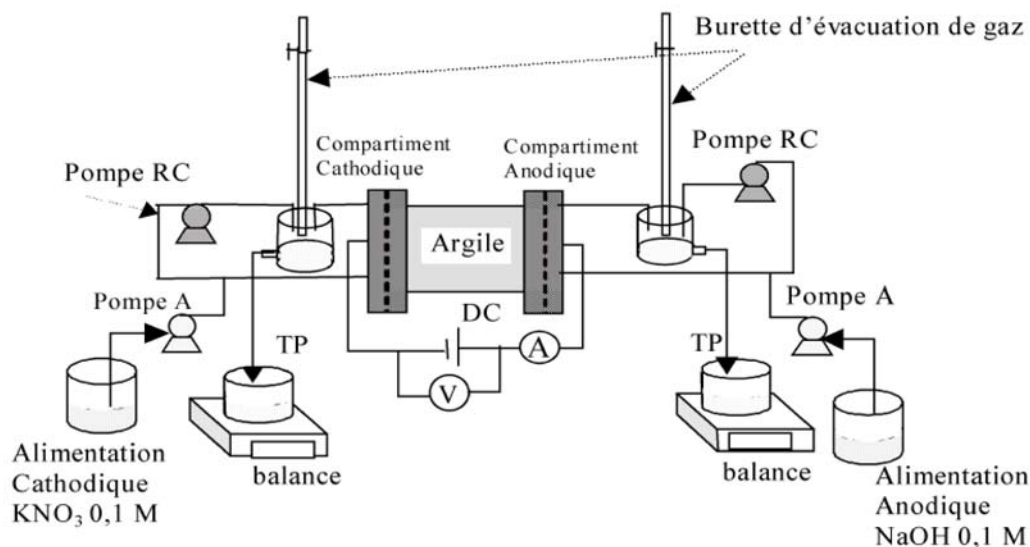 Burette d'évacuation de gaz
Compartiment
Cathodique
Compartiment
Anodique
Pompe RC
Pompe RC
Argile
Pompe A
Pompe A
DC
A
V
TP
TP
balance
balance
Alimentation
Cathodique
KNO₃ 0,1 M
Alimentation
Anodique
NaOH 0,1 M